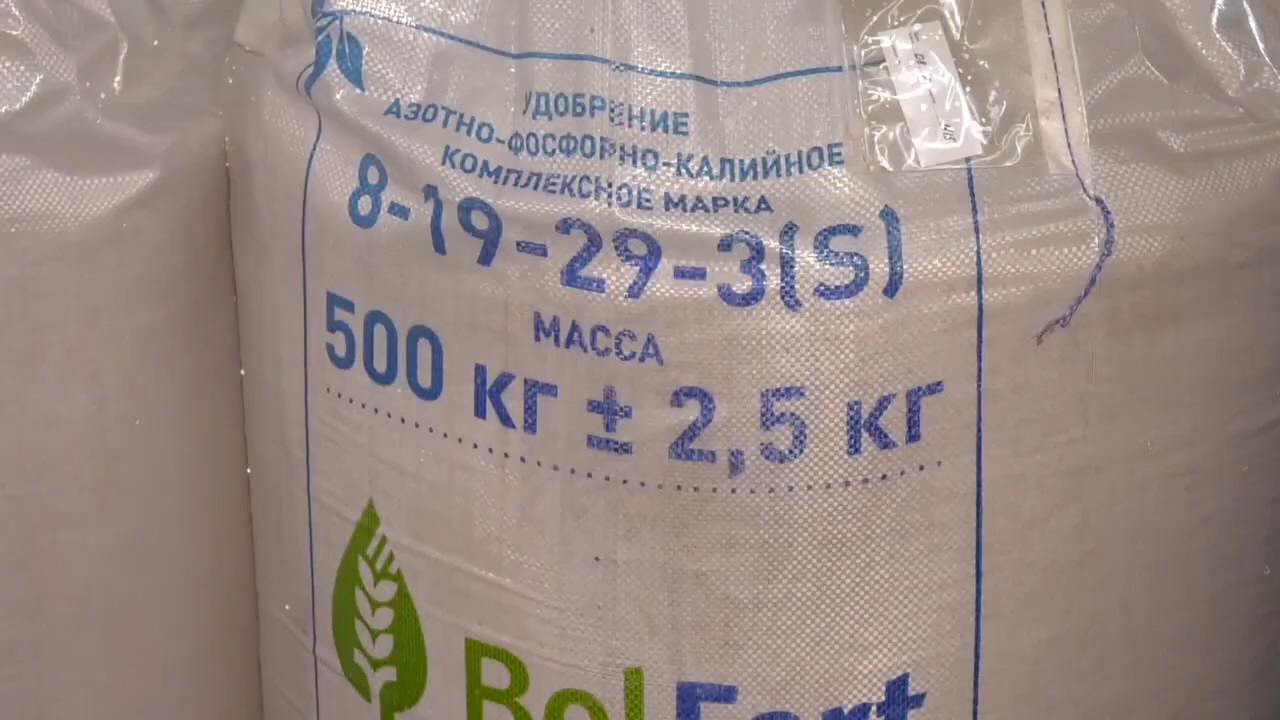 УДОБРЕНИЕ
АЗОТНО-ФОСФОРНО-КАЛИЙНОЕ
КОМПЛЕКСНОЕ МАРКА
8-19-29-3(S)
МАССА
500 кг ± 2,5 кг
BelFert